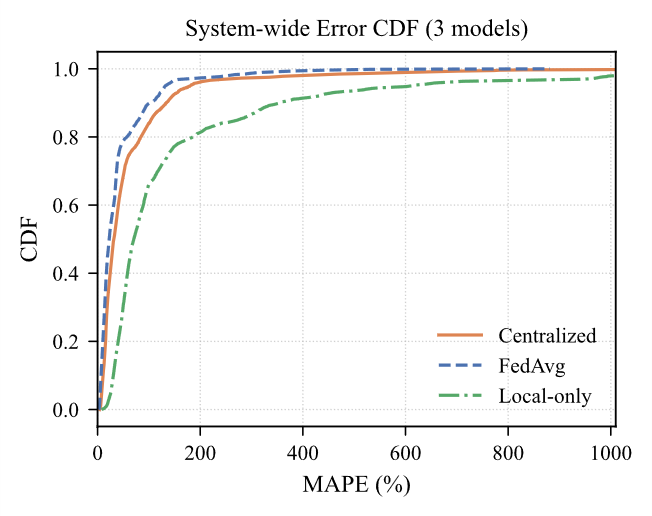 System-wide Error CDF (3 models)
1.0
0.8
0.6
0.4
0.2
0.0
CDF
Centralized
FedAvg
Local-only
0 200 400 600 800 1000
MAPE (%)